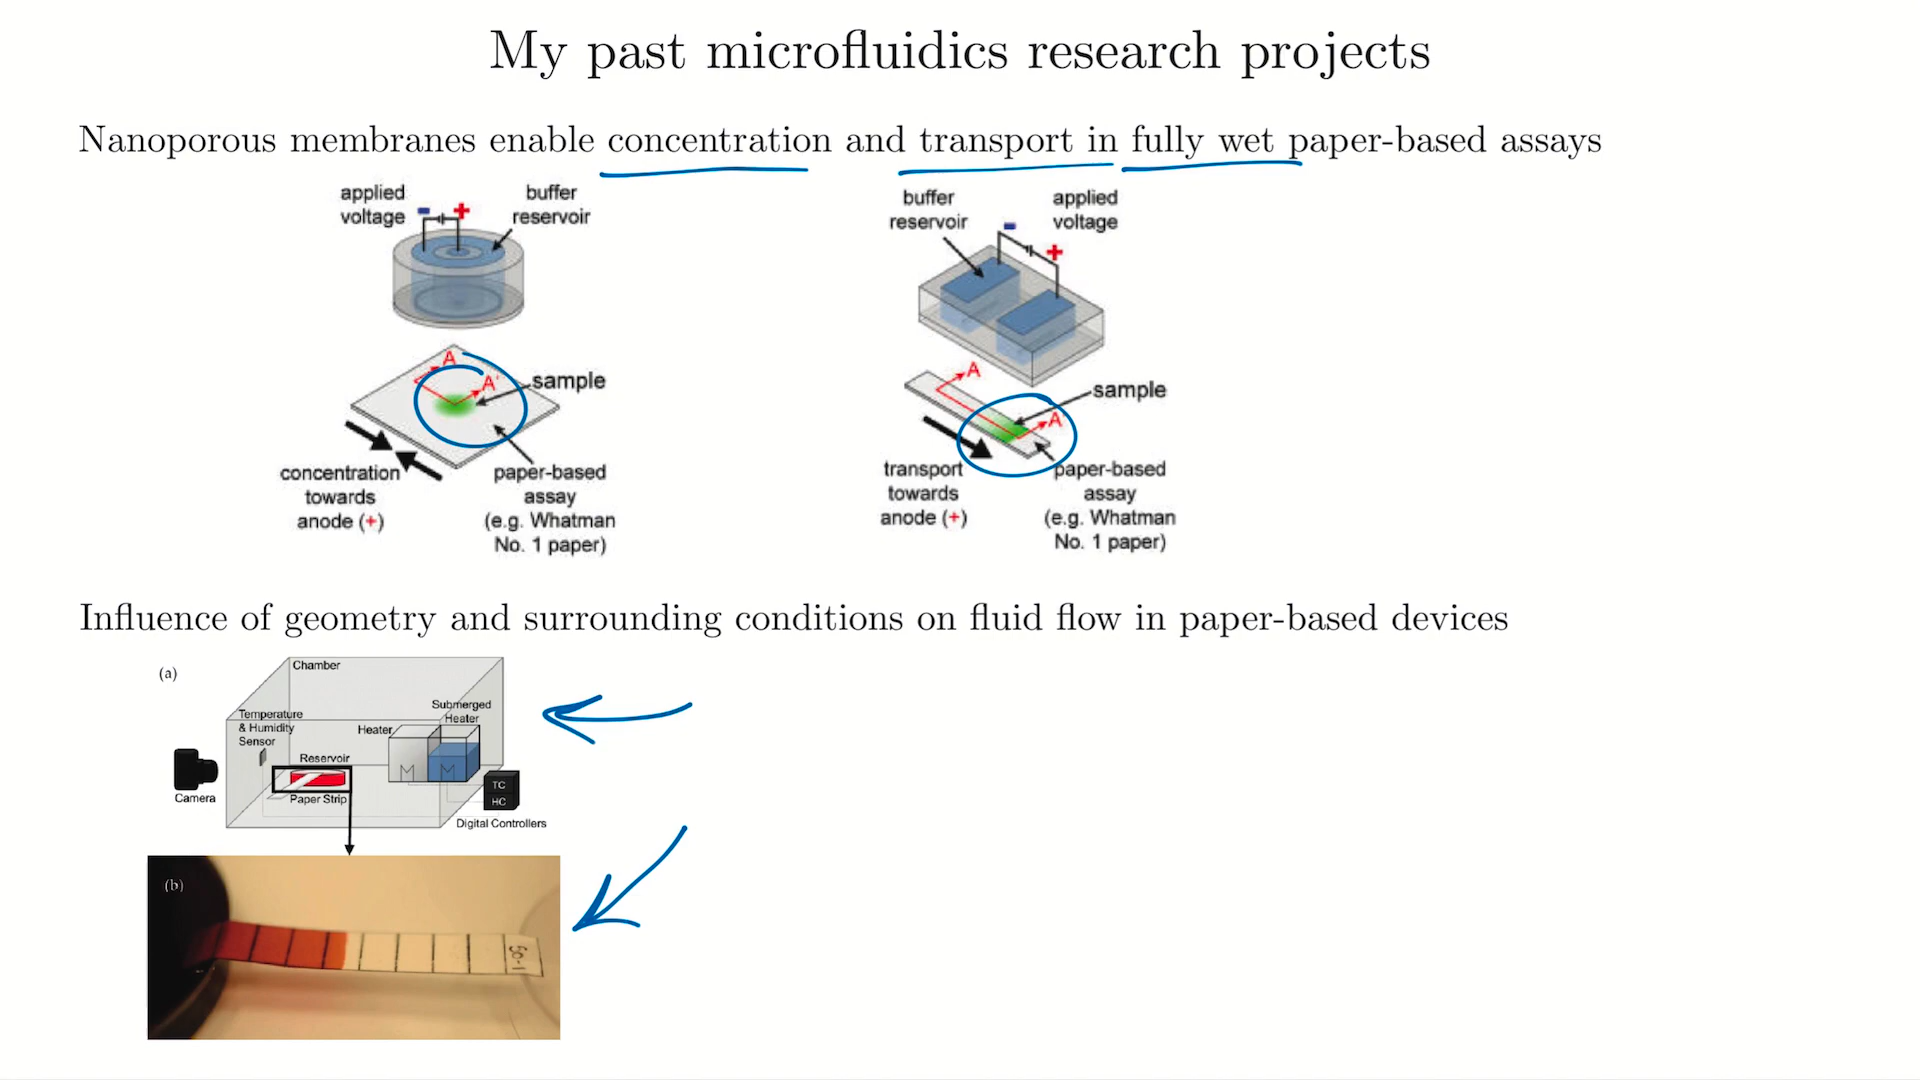 My past microfluidics research projects
Nanoporous membranes enable concentration and transport in fully wet paper-based assays
applied
voltage
- +
buffer
reservoir
A
A'
sample
concentration
towards
anode (+)
paper-based
assay
(e.g. Whatman
No. 1 paper)
buffer
reservoir
- +
applied
voltage
A
sample
A'
transport
towards
anode (+)
paper-based
assay
(e.g. Whatman
No. 1 paper)
Influence of geometry and surrounding conditions on fluid flow in paper-based devices
(a)
Chamber
Temperature
& Humidity
Sensor
Heater
Submerged
Heater
Reservoir
M M
Paper Strip
Camera
TC
HC
Digital Controllers
(b)
50-1